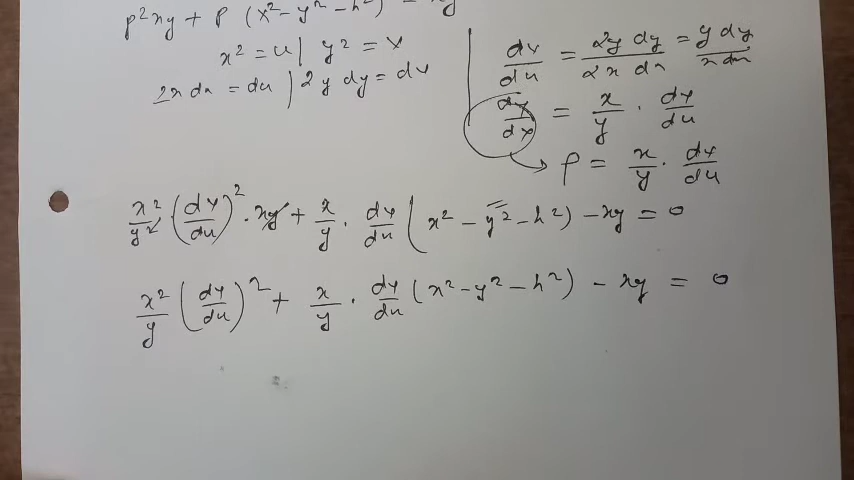 p²xy + p (x² - y² - h²) - xy
x² = u | y² = v
2x dx = du | 2y dy = dv
dv/du = 2y dy / 2x dx = y dy / x dx
dy/dx = x/y · dv/du
p = x/y · dv/du
x²/y² (dv/du)² · xy + x/y · dv/du (x² - y² - h²) - xy = 0
x²/y (dv/du)² + x/y · dv/du (x² - y² - h²) - xy = 0